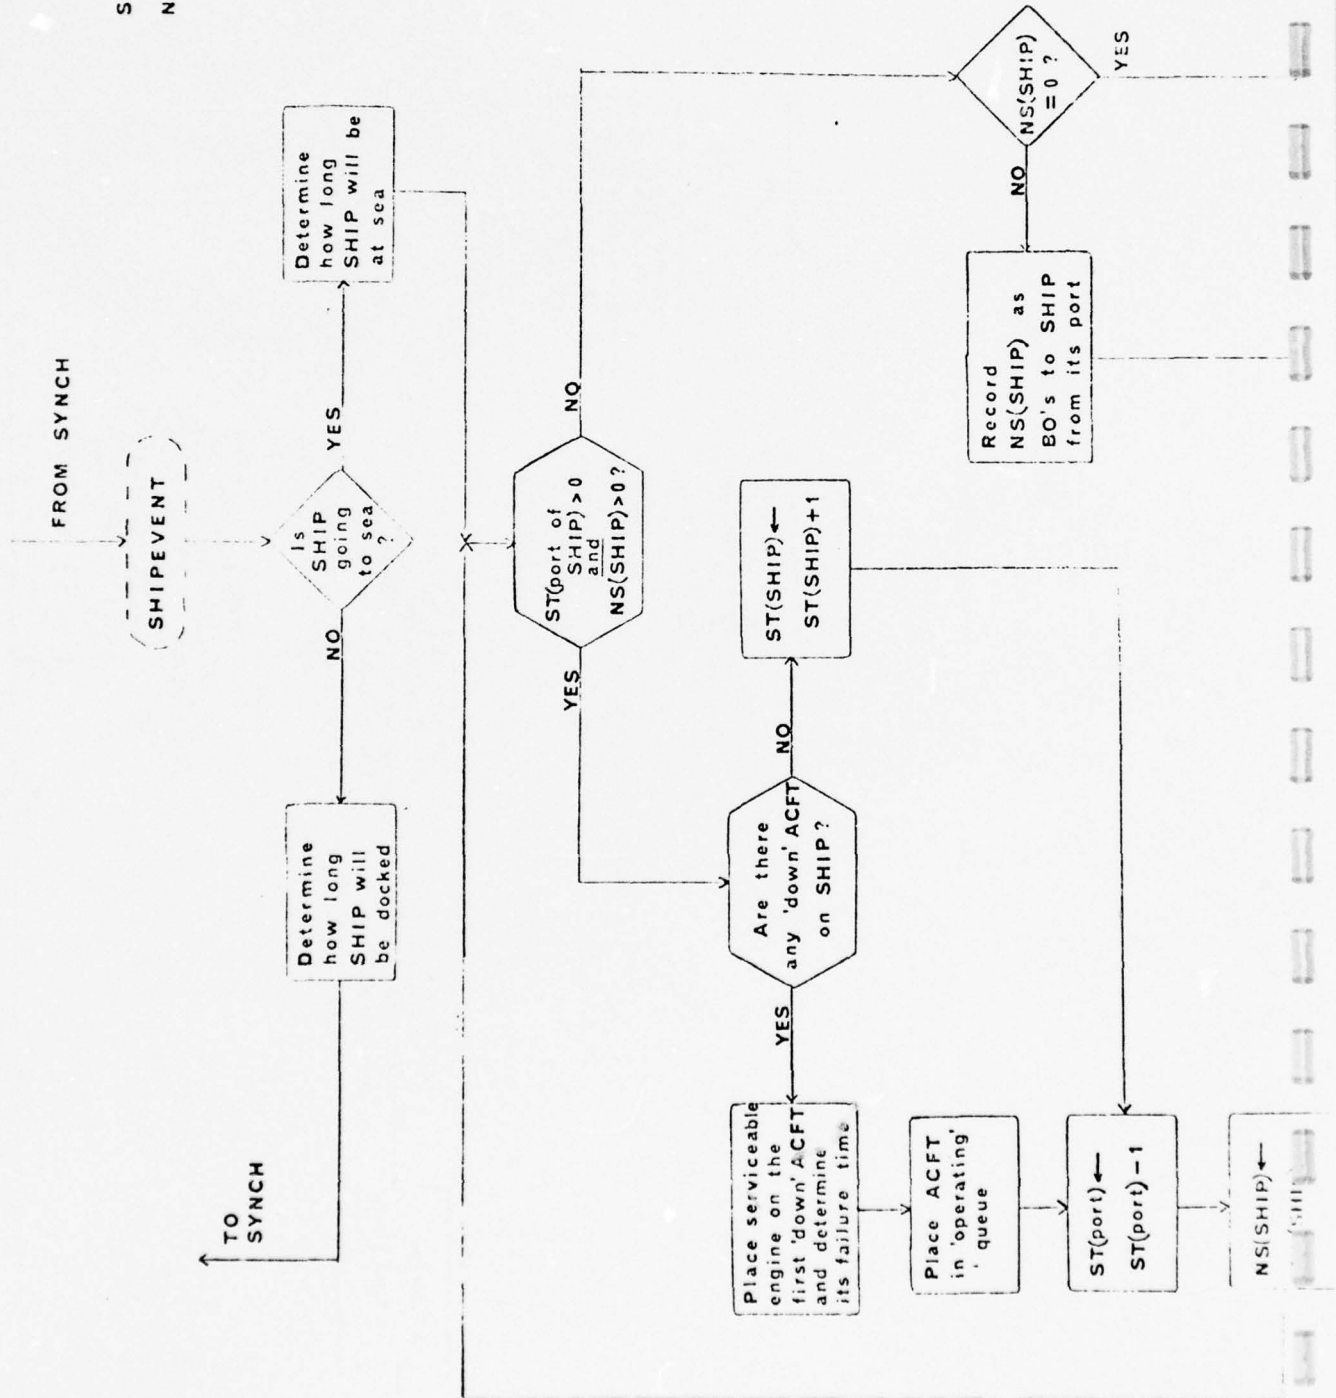 S
N
FROM SYNCH
SHIPEVENT
Is
SHIP
going
to sea
?
YES
NO
Determine
how long
SHIP will be
at sea
Determine
how long
SHIP will
be docked
TO
SYNCH
ST(port of
SHIP)>0
and
NS(SHIP)>0?
NO
YES
NS(SHIP)
=0 ?
YES
NO
Record
NS(SHIP) as
BO's to SHIP
from its port
Are there
any 'down' ACFT
on SHIP?
NO
YES
ST(SHIP)←
ST(SHIP)+1
Place serviceable
engine on the
first 'down' ACFT
and determine
its failure time
Place ACFT
in 'operating'
' queue
ST(port)←
ST(port)-1
NS(SHIP)←